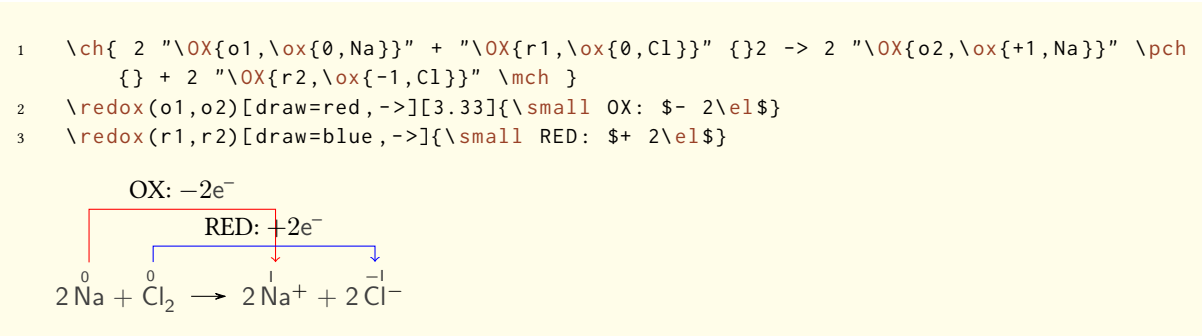 1 \ch{ 2 "\OX{o1,\ox{0,Na}}" + "\OX{r1,\ox{0,Cl}}" {}2 -> 2 "\OX{o2,\ox{+1,Na}}" \pch
{} + 2 "\OX{r2,\ox{-1,Cl}}" \mch }
2 \redox(o1,o2)[draw=red,->][3.33]{\small OX: $- 2\el$}
3 \redox(r1,r2)[draw=blue,->]{\small RED: $+ 2\el$}
OX: −2e⁻
RED: +2e⁻
0 0 I −I
2 Na + Cl₂ ⟶ 2 Na⁺ + 2 Cl⁻